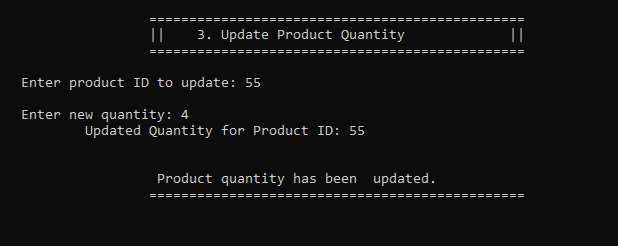 ===============================================
||    3. Update Product Quantity             ||
===============================================
Enter product ID to update: 55
Enter new quantity: 4
Updated Quantity for Product ID: 55
Product quantity has been  updated.
===============================================